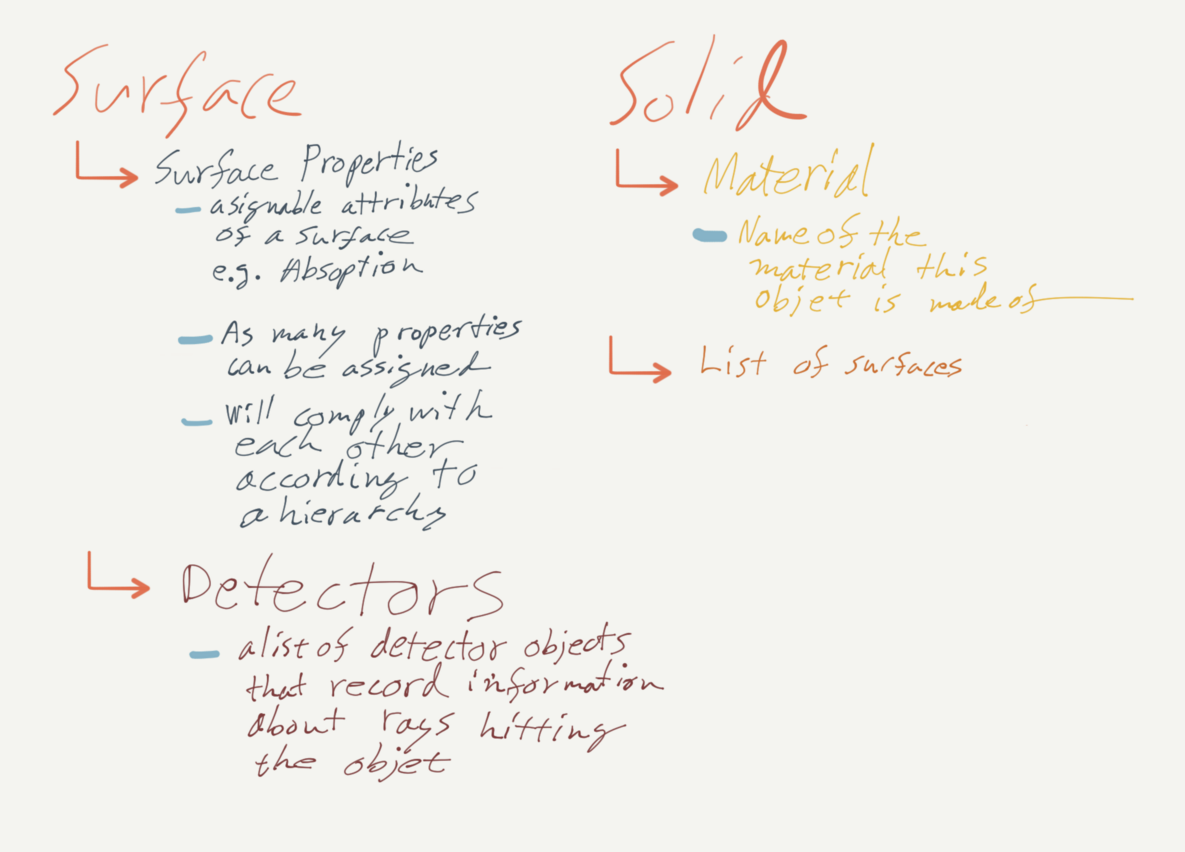 Surface
Surface Properties
- asignable attributes
of a surface
e.g. Absoption
- As many properties
can be assigned
- Will comply with
each other
according to
a hierarchy
Detectors
- a list of detector objects
that record information
about rays hitting
the objet
Solid
Material
- Name of the
material this
objet is made of
List of surfaces